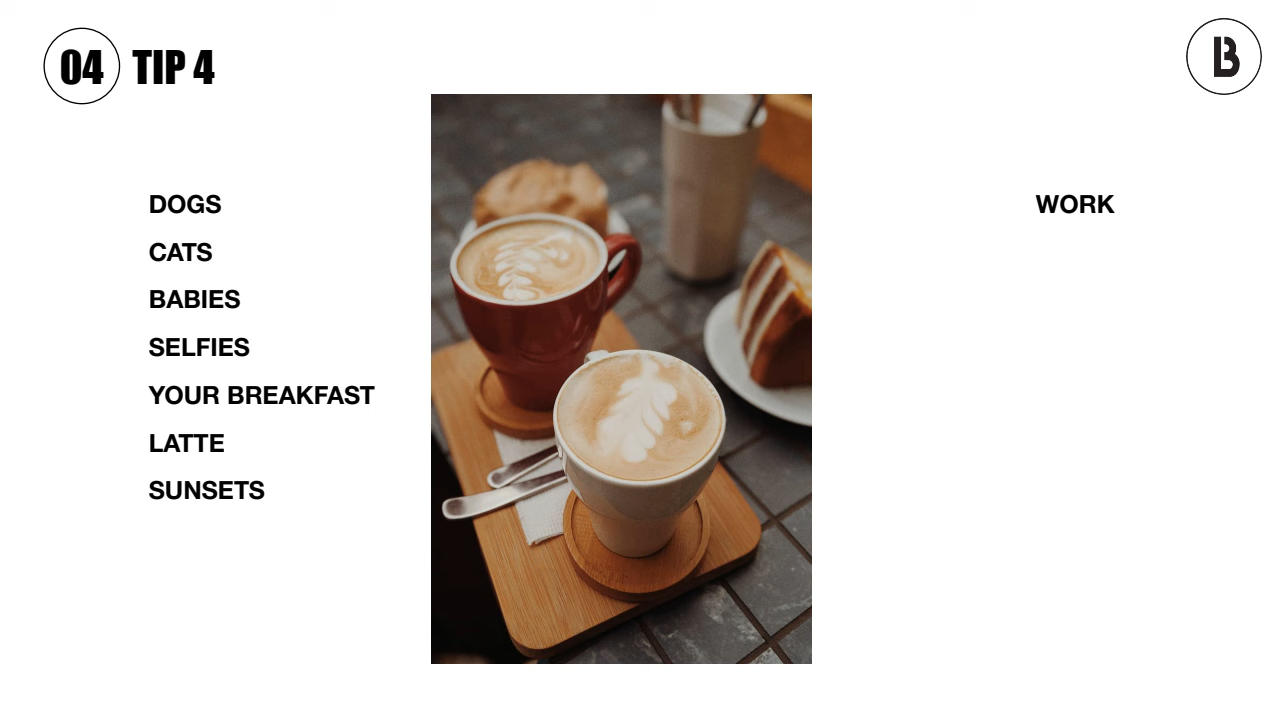 04 TIP 4
B
DOGS
WORK
CATS
BABIES
SELFIES
YOUR BREAKFAST
LATTE
SUNSETS